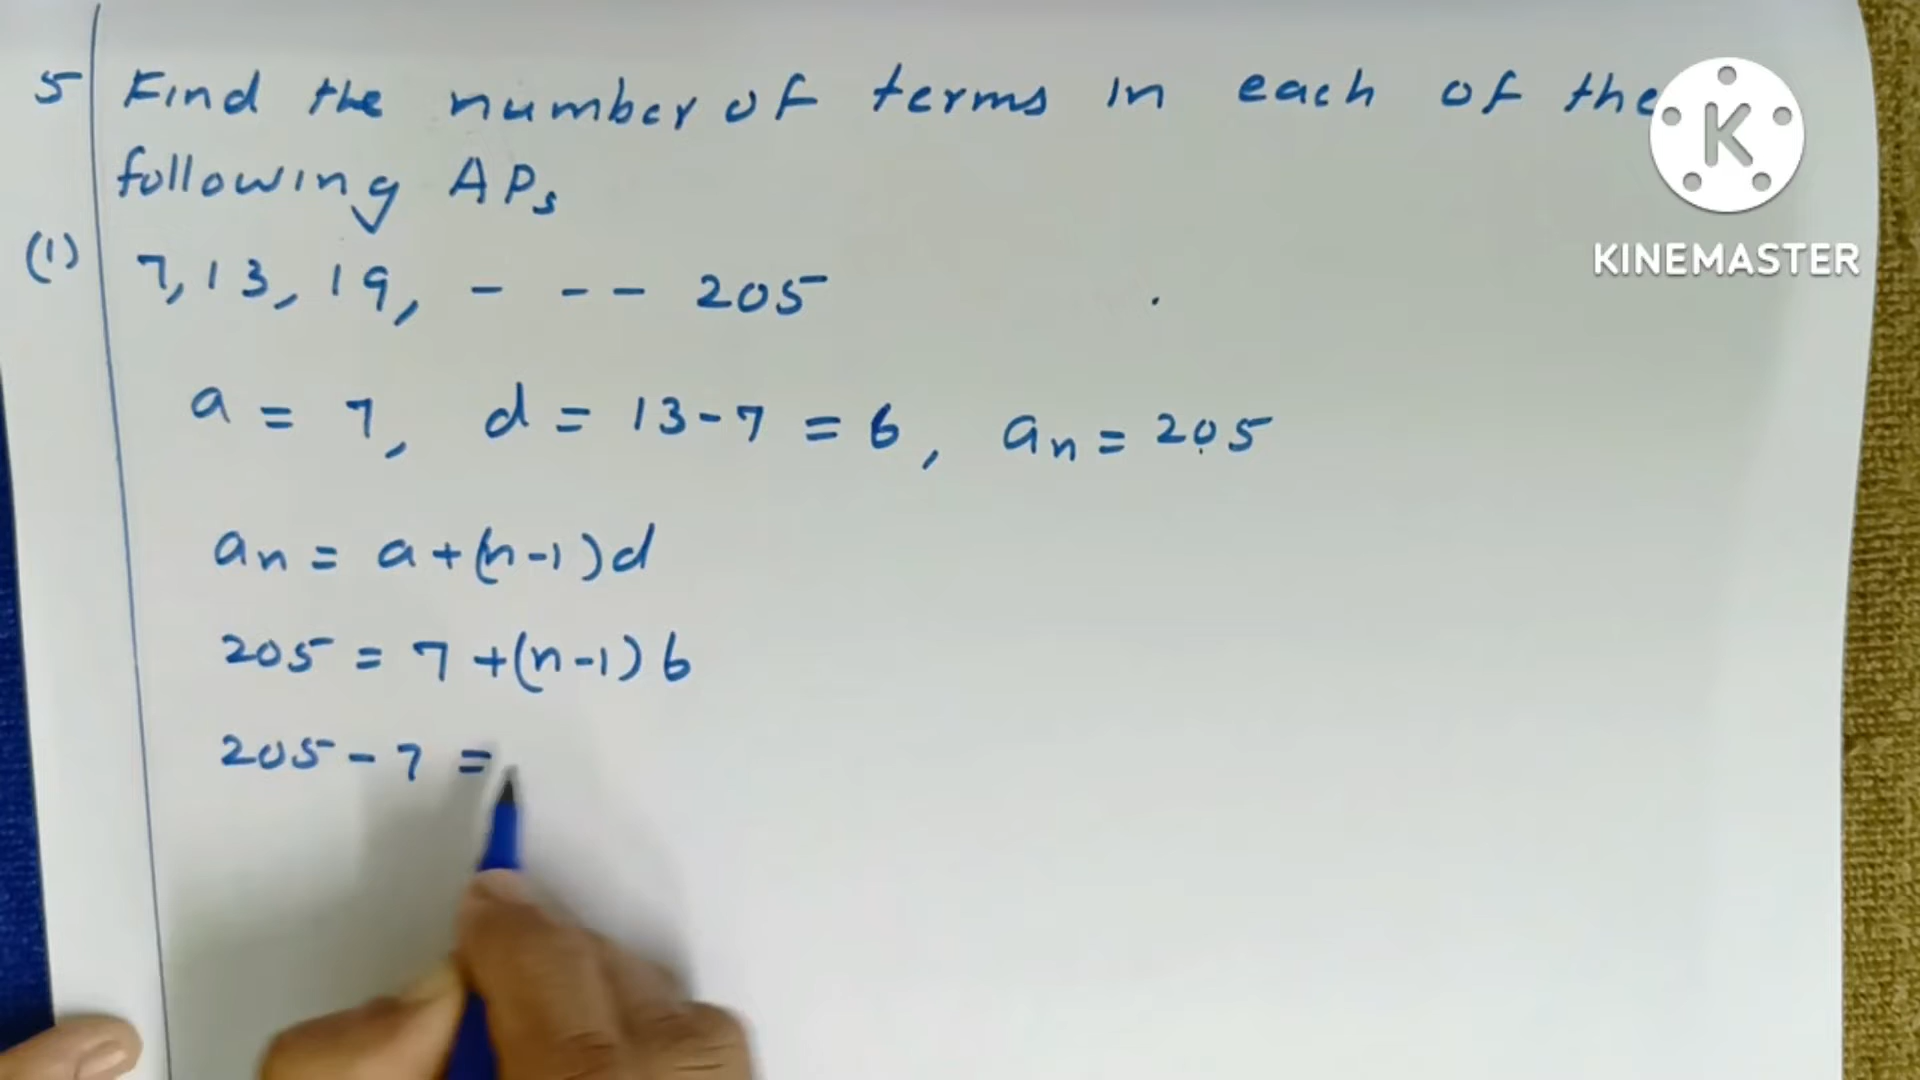 5 Find the number of terms in each of the
following APs
(1) 7, 13, 19, - - - 205
a = 7, d = 13 - 7 = 6, an = 205
an = a + (n-1)d
205 = 7 + (n-1) 6
205 - 7 =
K
KINEMASTER